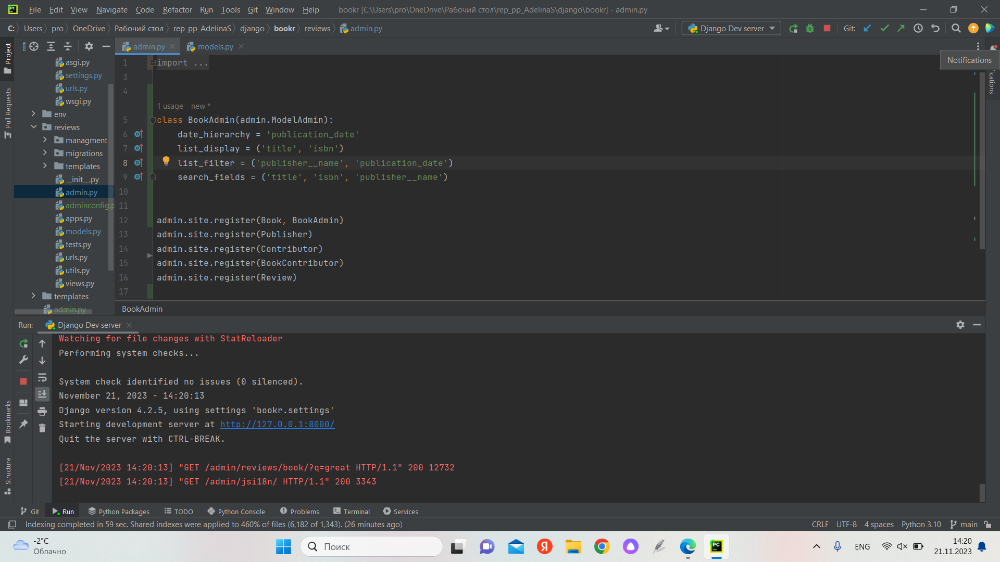 File Edit View Navigate Code Refactor Run Tools Git Window Help bookr [C:\Users\pro\OneDrive\Рабочий стол\rep_pp_AdelinaS\django\bookr] - admin.py
C: Users pro OneDrive Рабочий стол rep_pp_AdelinaS django bookr reviews admin.py Django Dev server Git:
Project
Pull Requests
Bookmarks
Structure
asgi.py
settings.py
urls.py
wsgi.py
env
reviews
managment
migrations
templates
__init__.py
admin.py
adminconfig.p
apps.py
models.py
tests.py
urls.py
utils.py
views.py
templates
admin.py
admin.py models.py
Notifications
ications
1 import ...
3
4
1 usage new *
5 class BookAdmin(admin.ModelAdmin):
6 date_hierarchy = 'publication_date'
7 list_display = ('title', 'isbn')
8 list_filter = ('publisher__name', 'publication_date')
9 search_fields = ('title', 'isbn', 'publisher__name')
10
11
12 admin.site.register(Book, BookAdmin)
13 admin.site.register(Publisher)
14 admin.site.register(Contributor)
15 admin.site.register(BookContributor)
16 admin.site.register(Review)
17
BookAdmin
Run: Django Dev server
Watching for file changes with StatReloader
Performing system checks...
System check identified no issues (0 silenced).
November 21, 2023 - 14:20:13
Django version 4.2.5, using settings 'bookr.settings'
Starting development server at http://127.0.0.1:8000/
Quit the server with CTRL-BREAK.
[21/Nov/2023 14:20:13] "GET /admin/reviews/book/?q=great HTTP/1.1" 200 12732
[21/Nov/2023 14:20:13] "GET /admin/jsi18n/ HTTP/1.1" 200 3343
Git Run Python Packages TODO Python Console Problems Terminal Services
Indexing completed in 59 sec. Shared indexes were applied to 460% of files (6,182 of 1,343). (26 minutes ago) CRLF UTF-8 4 spaces Python 3.10 main
-2°C
Облачно
Поиск
ENG
14:20
21.11.2023